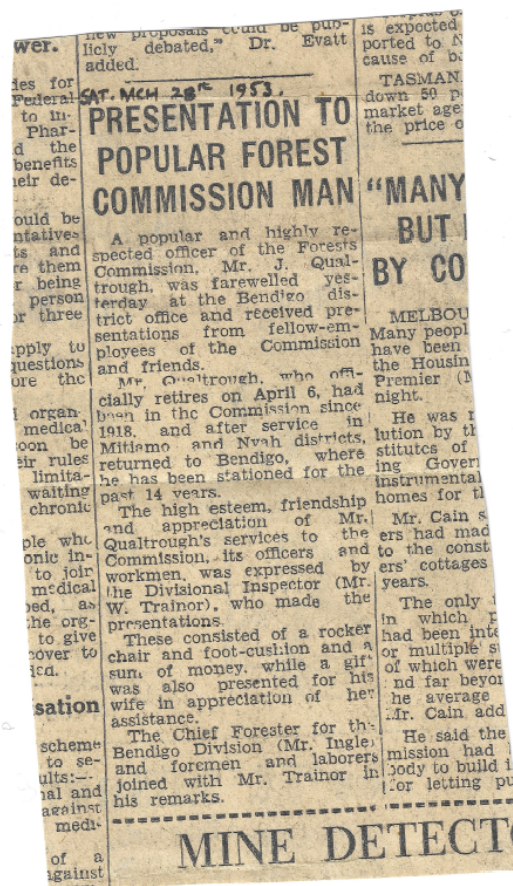 new proposals could be pub-
licly debated," Dr. Evatt
added.
SAT. MCH 28th 1953.
PRESENTATION TO
POPULAR FOREST
COMMISSION MAN
A popular and highly re-
spected officer of the Forests
Commission, Mr. J. Qual-
trough, was farewelled yes-
terday at the Bendigo dis-
trict office and received pre-
sentations from fellow-em-
ployees of the Commission
and friends.
Mr. Qualtrough, who offi-
cially retires on April 6, had
been in the Commission since
1918, and after service in
Mitiamo and Nyah districts,
returned to Bendigo, where
he has been stationed for the
past 14 years.
The high esteem, friendship
and appreciation of Mr.
Qualtrough's services to the
Commission, its officers and
workmen, was expressed by
the Divisional Inspector (Mr.
W. Trainor), who made the
presentations.
These consisted of a rocker
chair and foot-cushion and a
sum of money, while a gift
was also presented for his
wife in appreciation of her
assistance.
The Chief Forester for the
Bendigo Division (Mr. Ingle)
and foremen and laborers
joined with Mr. Trainor in
his remarks.
wer.
des for
Federal
to in-
Phar-
d the
benefits
heir de-
ould be
ntatives
ts and
re them
r being
person
or three
apply to
questions
ore the
organ-
medical
soon be
eir rules
limita-
waiting
chronic
ple who
onic in-
to join
medical
ped, as
the org-
to give
cover to
ded.
sation
scheme
to se-
ults:—
nal and
against
medi-
of a
against
is expected
ported to N
cause of b
TASMAN
down 50 p
market age
the price o
"MANY
BUT
BY CO
MELBOU
Many peopl
have been
the Housin
Premier (M
night.
He was r
lution by th
stitutes of
ing Gover
instrumental
homes for th
Mr. Cain s
ers had mad
to the const
ers' cottages
years.
The only
in which p
had been inte
or multiple s
of which were
nd far beyor
he average
Mr. Cain add
He said the
mission had
body to build i
for letting pu
MINE DETECTO